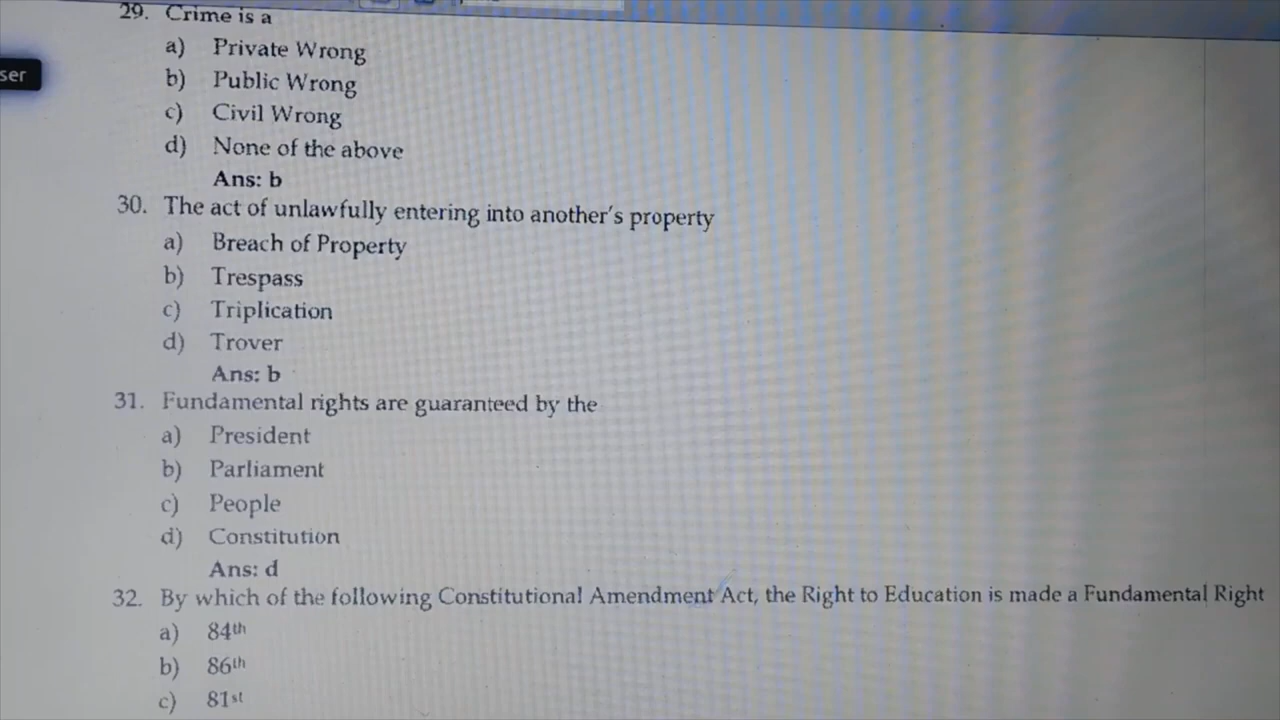 29. Crime is a
ser
a) Private Wrong
b) Public Wrong
c) Civil Wrong
d) None of the above
Ans: b
30. The act of unlawfully entering into another's property
a) Breach of Property
b) Trespass
c) Triplication
d) Trover
Ans: b
31. Fundamental rights are guaranteed by the
a) President
b) Parliament
c) People
d) Constitution
Ans: d
32. By which of the following Constitutional Amendment Act, the Right to Education is made a Fundamental Right
a) 84th
b) 86th
c) 81st